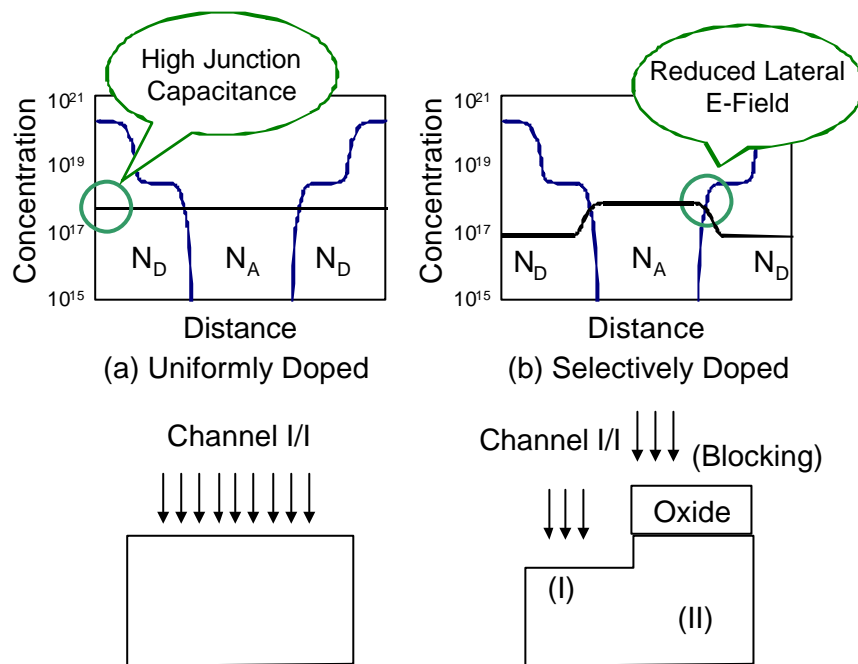 High Junction
Capacitance
Reduced Lateral
E-Field
Concentration
10²¹
10¹⁹
10¹⁷
10¹⁵
N_D
N_A
N_D
Distance
(a) Uniformly Doped
Concentration
10²¹
10¹⁹
10¹⁷
10¹⁵
N_D
N_A
N_D
Distance
(b) Selectively Doped
Channel I/I
Channel I/I
(Blocking)
Oxide
(I)
(II)